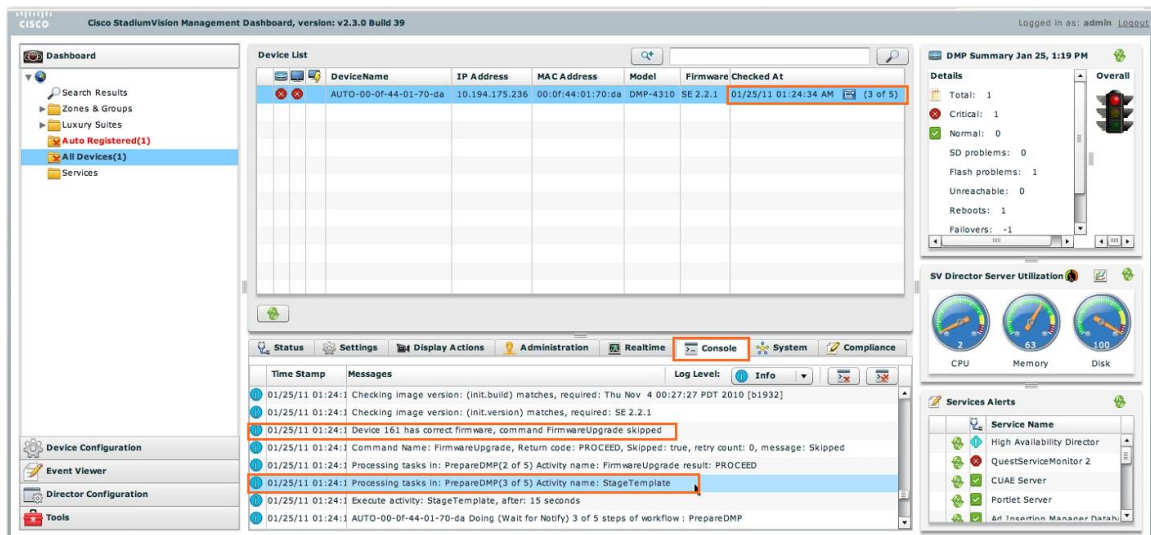 CISCO
Cisco StadiumVision Management Dashboard, version: v2.3.0 Build 39
Logged in as: admin Logout
Dashboard
Search Results
Zones & Groups
Luxury Suites
Auto Registered(1)
All Devices(1)
Services
Device Configuration
Event Viewer
Director Configuration
Tools
Device List
DeviceName IP Address MAC Address Model Firmware Checked At
AUTO-00-0f-44-01-70-da 10.194.175.236 00:0f:44:01:70:da DMP-4310 SE 2.2.1 01/25/11 01:24:34 AM (3 of 5)
Status Settings Display Actions Administration Realtime Console System Compliance
Time Stamp Messages Log Level: Info
01/25/11 01:24:1 Checking image version: (init.build) matches, required: Thu Nov 4 00:27:27 PDT 2010 [b1932]
01/25/11 01:24:1 Checking image version: (init.version) matches, required: SE 2.2.1
01/25/11 01:24:1 Device 161 has correct firmware, command FirmwareUpgrade skipped
01/25/11 01:24:1 Command Name: FirmwareUpgrade, Return code: PROCEED, Skipped: true, retry count: 0, message: Skipped
01/25/11 01:24:1 Processing tasks in: PrepareDMP(2 of 5) Activity name: FirmwareUpgrade result: PROCEED
01/25/11 01:24:1 Processing tasks in: PrepareDMP(3 of 5) Activity name: StageTemplate
01/25/11 01:24:1 Execute activity: StageTemplate, after: 15 seconds
01/25/11 01:24:1 AUTO-00-0f-44-01-70-da Doing (Wait for Notify) 3 of 5 steps of workflow : PrepareDMP
DMP Summary Jan 25, 1:19 PM
Details Overall
Total: 1
Critical: 1
Normal: 0
SD problems: 0
Flash problems: 1
Unreachable: 0
Reboots: 1
Failovers: -1
SV Director Server Utilization
2 63 100
CPU Memory Disk
Services Alerts
Service Name
High Availability Director
QuestServiceMonitor 2
CUAE Server
Portlet Server
Ad Insertion Manager Databa